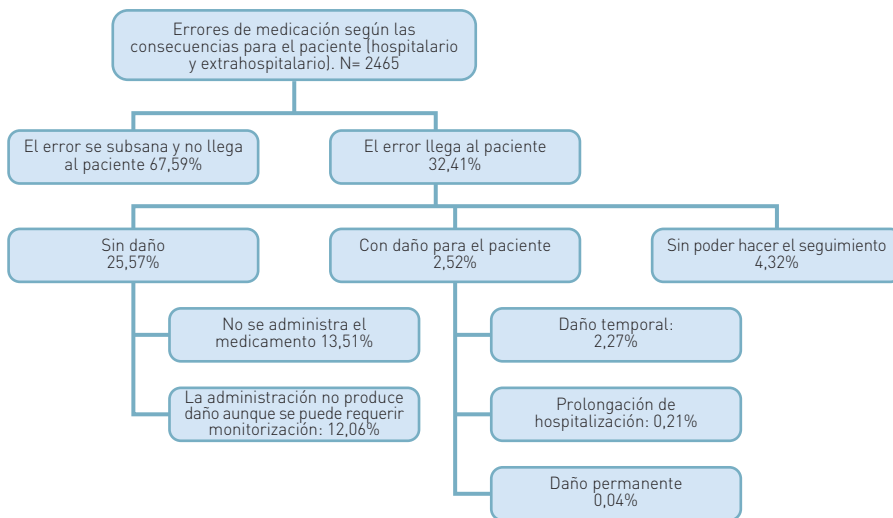 Errores de medicación según las
consecuencias para el paciente (hospitalario
y extrahospitalario). N= 2465
El error se subsana y no llega
al paciente 67,59%
El error llega al paciente
32,41%
Sin daño
25,57%
Con daño para el paciente
2,52%
Sin poder hacer el seguimiento
4,32%
No se administra el
medicamento 13,51%
Daño temporal:
2,27%
La administración no produce
daño aunque se puede requerir
monitorización: 12,06%
Prolongación de
hospitalización: 0,21%
Daño permanente
0,04%